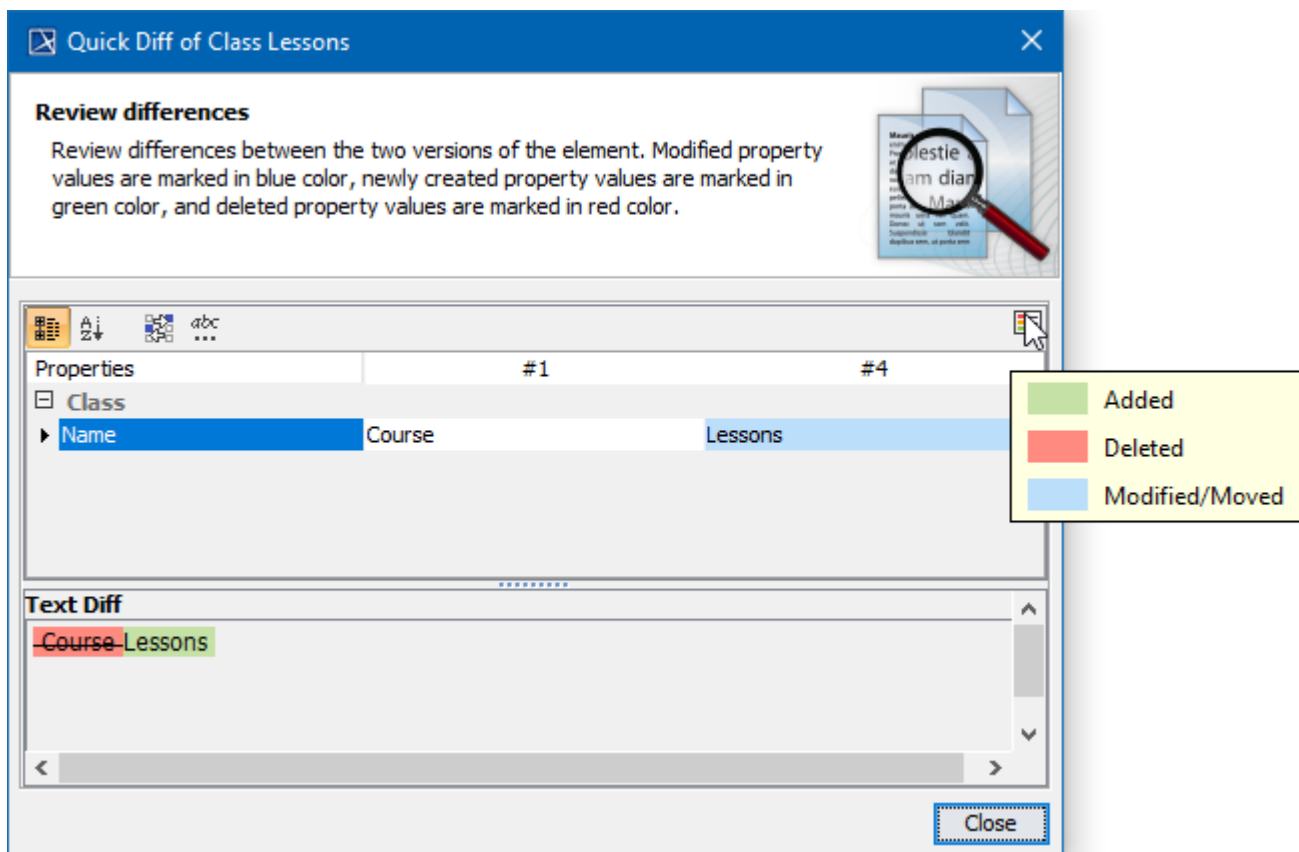 Quick Diff of Class Lessons
Review differences
Review differences between the two versions of the element. Modified property
values are marked in blue color, newly created property values are marked in
green color, and deleted property values are marked in red color.
Properties #1 #4
Class
Name Course Lessons
Added
Deleted
Modified/Moved
Text Diff
Course Lessons
Close